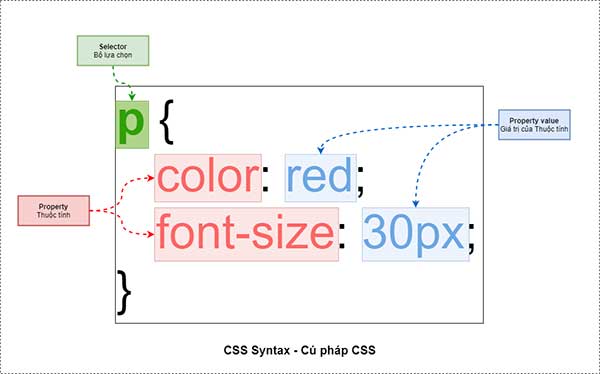 Selector
Bộ lựa chọn
p {
Property value
Giá trị của Thuộc tính
color: red;
Property
Thuộc tính
font-size: 30px;
}
CSS Syntax - Củ pháp CSS